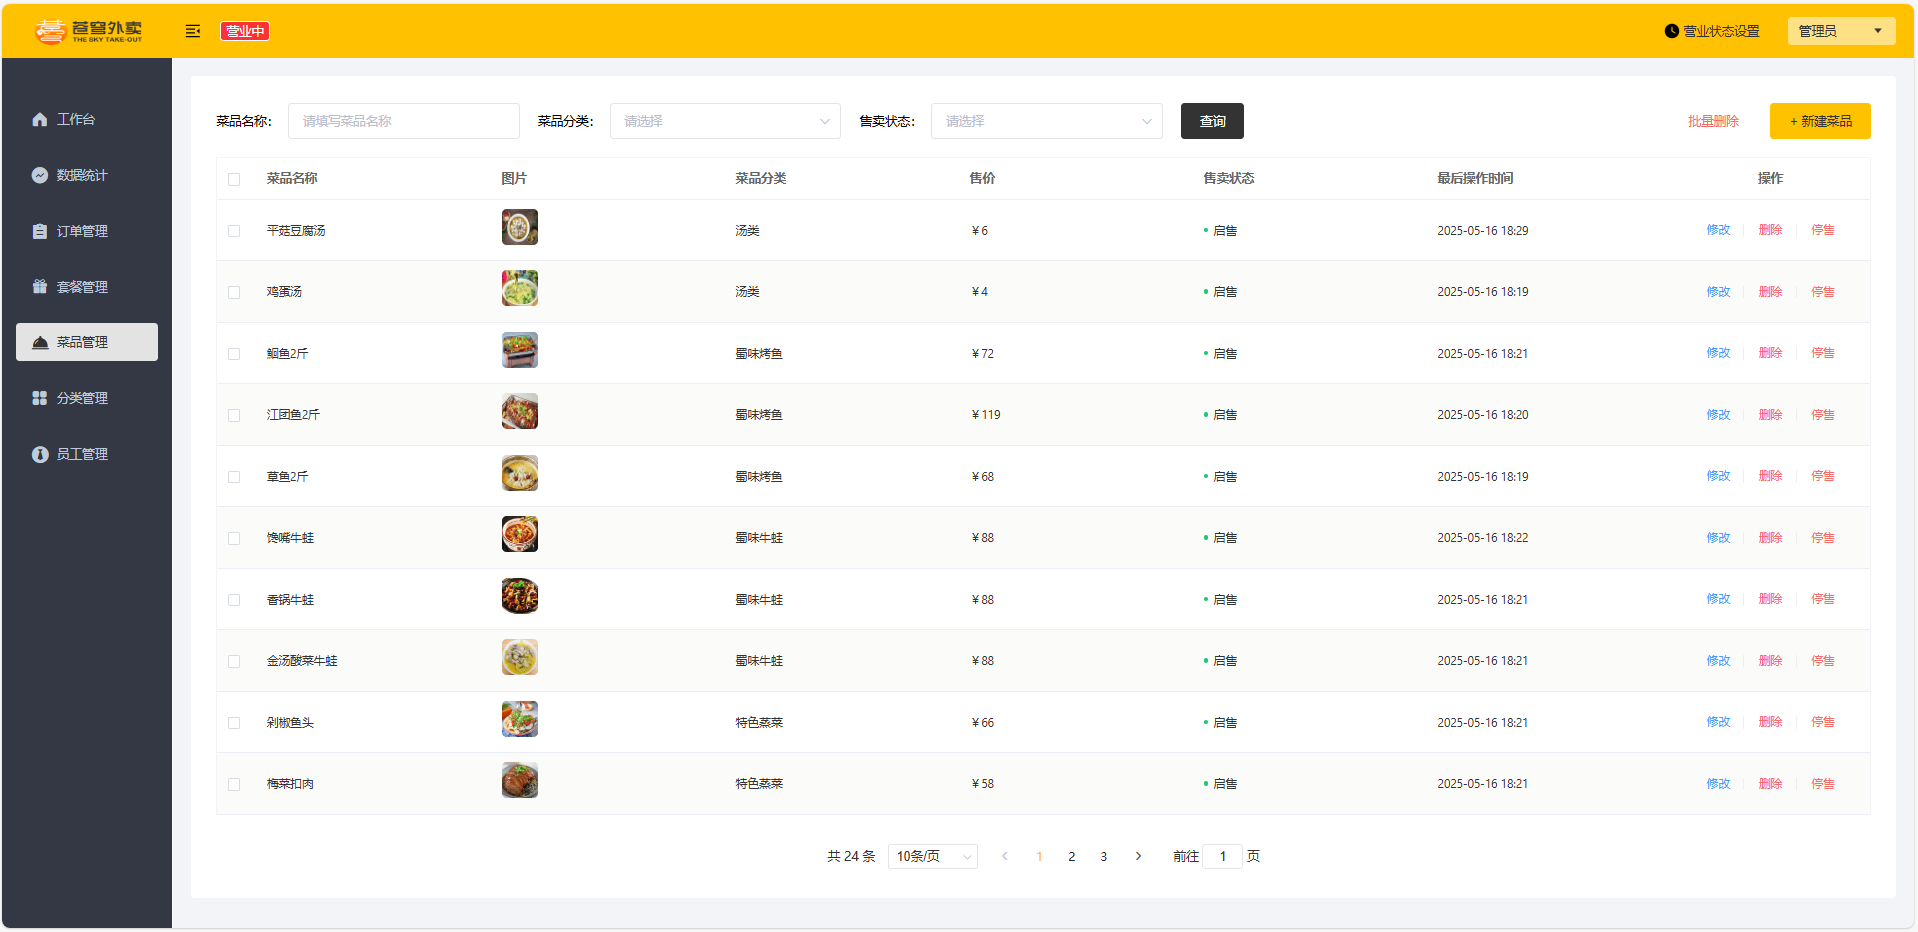 苍穹外卖
THE SKY TAKE-OUT
营业中
营业状态设置
管理员
工作台
数据统计
订单管理
套餐管理
菜品管理
分类管理
员工管理
菜品名称: 请填写菜品名称 菜品分类: 请选择 售卖状态: 请选择 查询 批量删除 + 新建菜品
菜品名称 图片 菜品分类 售价 售卖状态 最后操作时间 操作
平菇豆腐汤 汤类 ￥6 启售 2025-05-16 18:29 修改 删除 停售
鸡蛋汤 汤类 ￥4 启售 2025-05-16 18:19 修改 删除 停售
鮰鱼2斤 蜀味烤鱼 ￥72 启售 2025-05-16 18:21 修改 删除 停售
江团鱼2斤 蜀味烤鱼 ￥119 启售 2025-05-16 18:20 修改 删除 停售
草鱼2斤 蜀味烤鱼 ￥68 启售 2025-05-16 18:19 修改 删除 停售
馋嘴牛蛙 蜀味牛蛙 ￥88 启售 2025-05-16 18:22 修改 删除 停售
香锅牛蛙 蜀味牛蛙 ￥88 启售 2025-05-16 18:21 修改 删除 停售
金汤酸菜牛蛙 蜀味牛蛙 ￥88 启售 2025-05-16 18:21 修改 删除 停售
剁椒鱼头 特色蒸菜 ￥66 启售 2025-05-16 18:21 修改 删除 停售
梅菜扣肉 特色蒸菜 ￥58 启售 2025-05-16 18:21 修改 删除 停售
共 24 条 10条/页 1 2 3 前往 1 页